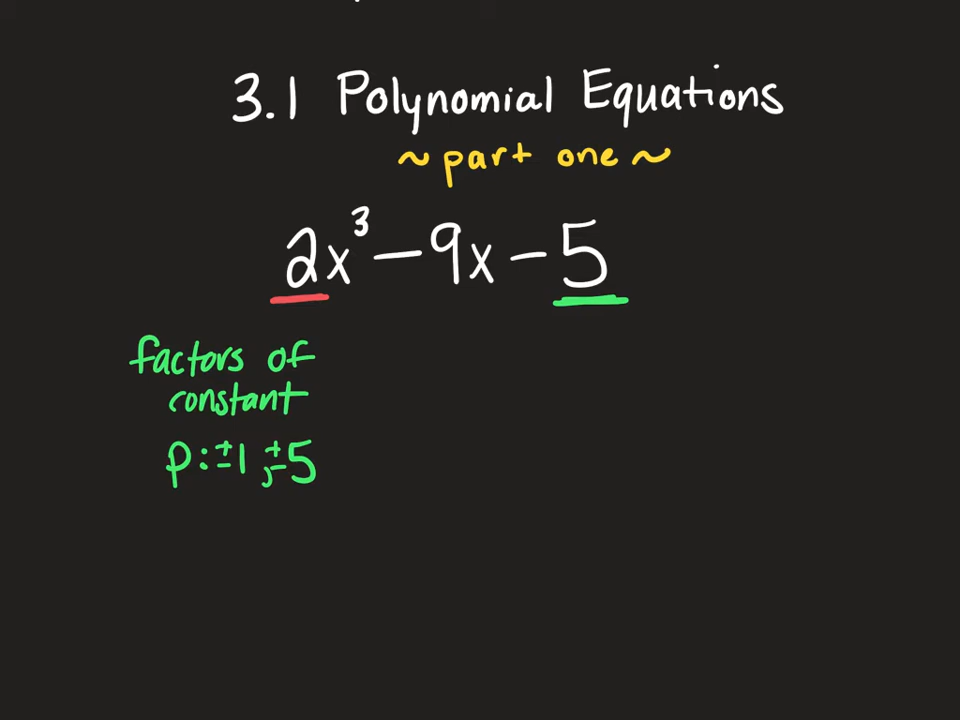 3.1 Polynomial Equations
~ part one ~
2x³ - 9x - 5
factors of
constant
p: ±1, ±5